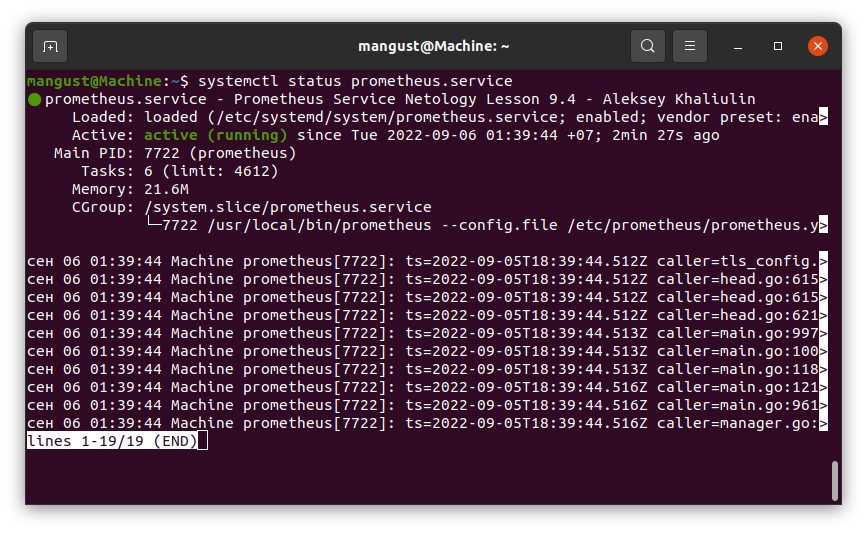 mangust@Machine: ~
mangust@Machine:~$ systemctl status prometheus.service
● prometheus.service - Prometheus Service Netology Lesson 9.4 - Aleksey Khaliulin
Loaded: loaded (/etc/systemd/system/prometheus.service; enabled; vendor preset: ena>
Active: active (running) since Tue 2022-09-06 01:39:44 +07; 2min 27s ago
Main PID: 7722 (prometheus)
Tasks: 6 (limit: 4612)
Memory: 21.6M
CGroup: /system.slice/prometheus.service
└─7722 /usr/local/bin/prometheus --config.file /etc/prometheus/prometheus.y>
сен 06 01:39:44 Machine prometheus[7722]: ts=2022-09-05T18:39:44.512Z caller=tls_config.>
сен 06 01:39:44 Machine prometheus[7722]: ts=2022-09-05T18:39:44.512Z caller=head.go:615>
сен 06 01:39:44 Machine prometheus[7722]: ts=2022-09-05T18:39:44.512Z caller=head.go:615>
сен 06 01:39:44 Machine prometheus[7722]: ts=2022-09-05T18:39:44.512Z caller=head.go:621>
сен 06 01:39:44 Machine prometheus[7722]: ts=2022-09-05T18:39:44.513Z caller=main.go:997>
сен 06 01:39:44 Machine prometheus[7722]: ts=2022-09-05T18:39:44.513Z caller=main.go:100>
сен 06 01:39:44 Machine prometheus[7722]: ts=2022-09-05T18:39:44.513Z caller=main.go:118>
сен 06 01:39:44 Machine prometheus[7722]: ts=2022-09-05T18:39:44.516Z caller=main.go:121>
сен 06 01:39:44 Machine prometheus[7722]: ts=2022-09-05T18:39:44.516Z caller=main.go:961>
сен 06 01:39:44 Machine prometheus[7722]: ts=2022-09-05T18:39:44.516Z caller=manager.go:>
lines 1-19/19 (END)